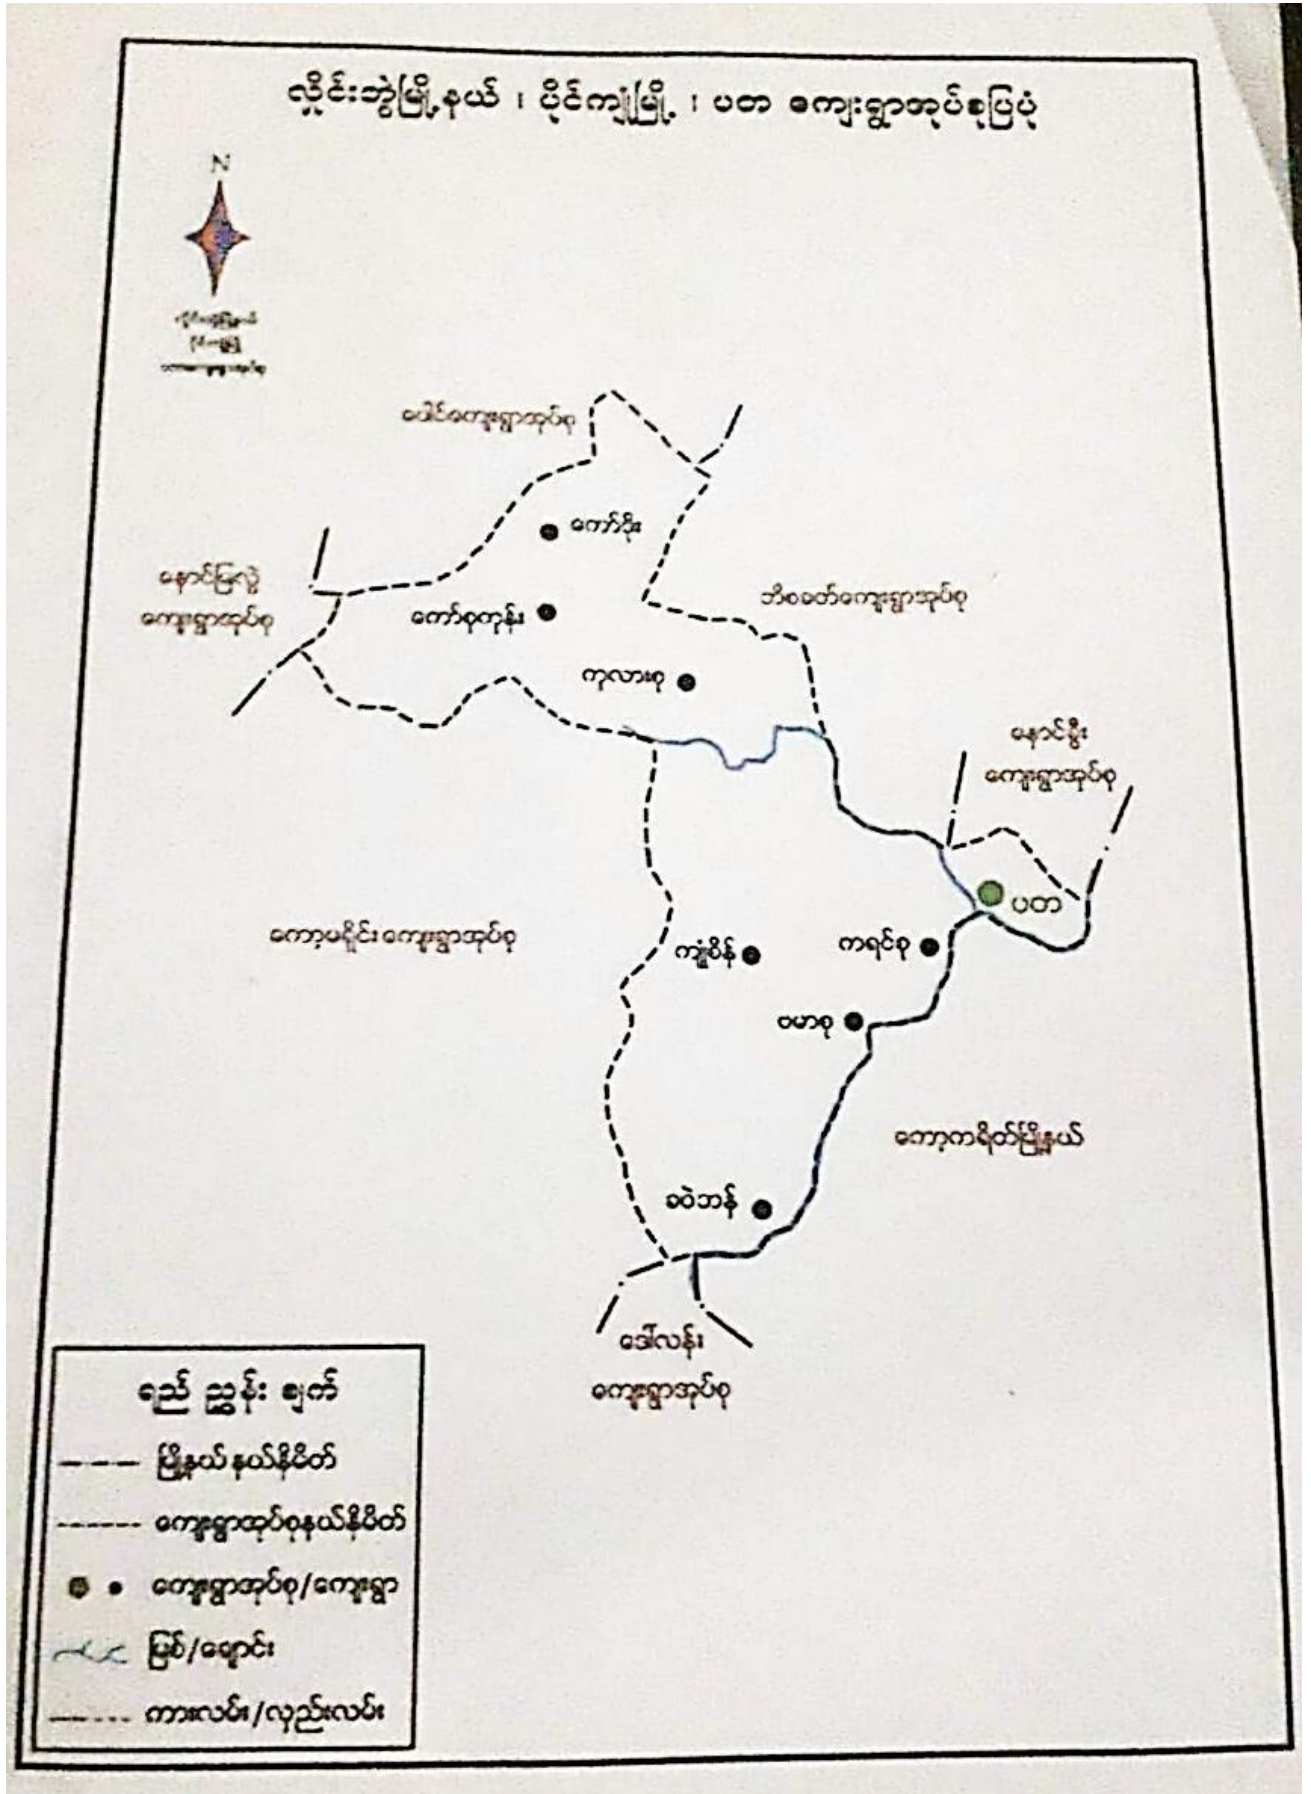 လှိုင်းဘွဲမြို့နယ် ၊ ပိုင်ကျုံမြို့ ၊ ပတ ကျေးရွာအုပ်စုပြပုံ
N
ပေါင်ကျေးရွာအုပ်စု
ကော်ဒိုး
နောင်မြလွဲ
ကျေးရွာအုပ်စု
ဘီစခတ်ကျေးရွာအုပ်စု
ကော်စုကုန်း
ကုလားစု
နောင်ခွီး
ကျေးရွာအုပ်စု
ပတ
ကော့မရိူင်းကျေးရွာအုပ်စု
ကျုံစိန်
ကရင်စု
ဗမာစု
ကော့ကရိတ်မြို့နယ်
ခဝဲဘန်
ဒေါ်လန်း
ကျေးရွာအုပ်စု
ရည် ညွှန်း ချက်
မြို့နယ်နယ်နိမိတ်
ကျေးရွာအုပ်စုနယ်နိမိတ်
ကျေးရွာအုပ်စု/ကျေးရွာ
မြစ်/ချောင်း
ကားလမ်း/လှည်းလမ်း